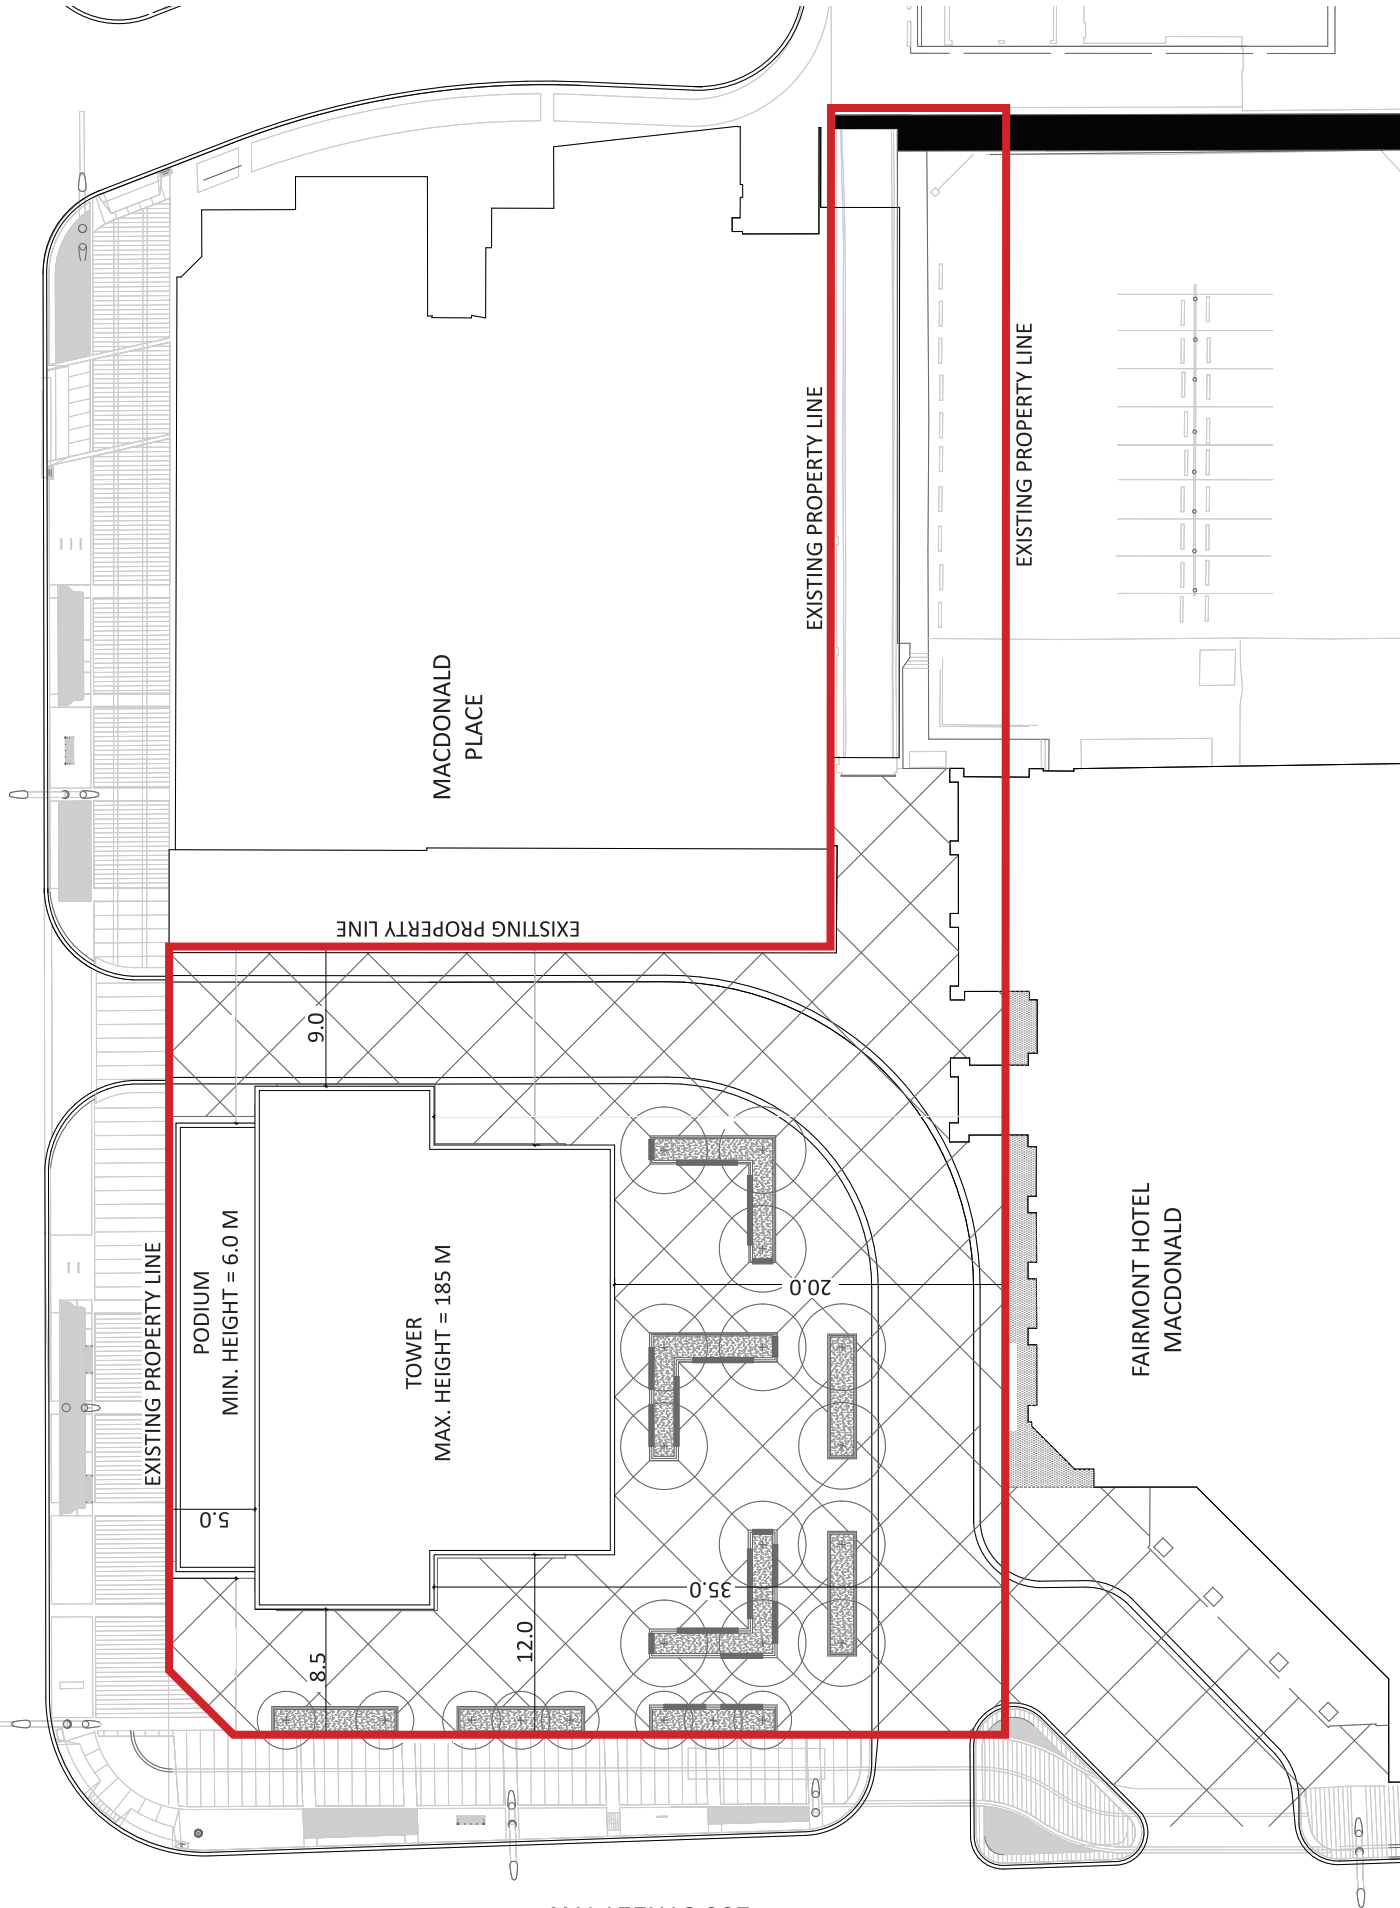 EXISTING PROPERTY LINE
EXISTING PROPERTY LINE
MACDONALD
PLACE
EXISTING PROPERTY LINE
9.0
EXISTING PROPERTY LINE
PODIUM
MIN. HEIGHT = 6.0 M
TOWER
MAX. HEIGHT = 185 M
20.0
FAIRMONT HOTEL
MACDONALD
5.0
35.0
8.5
12.0